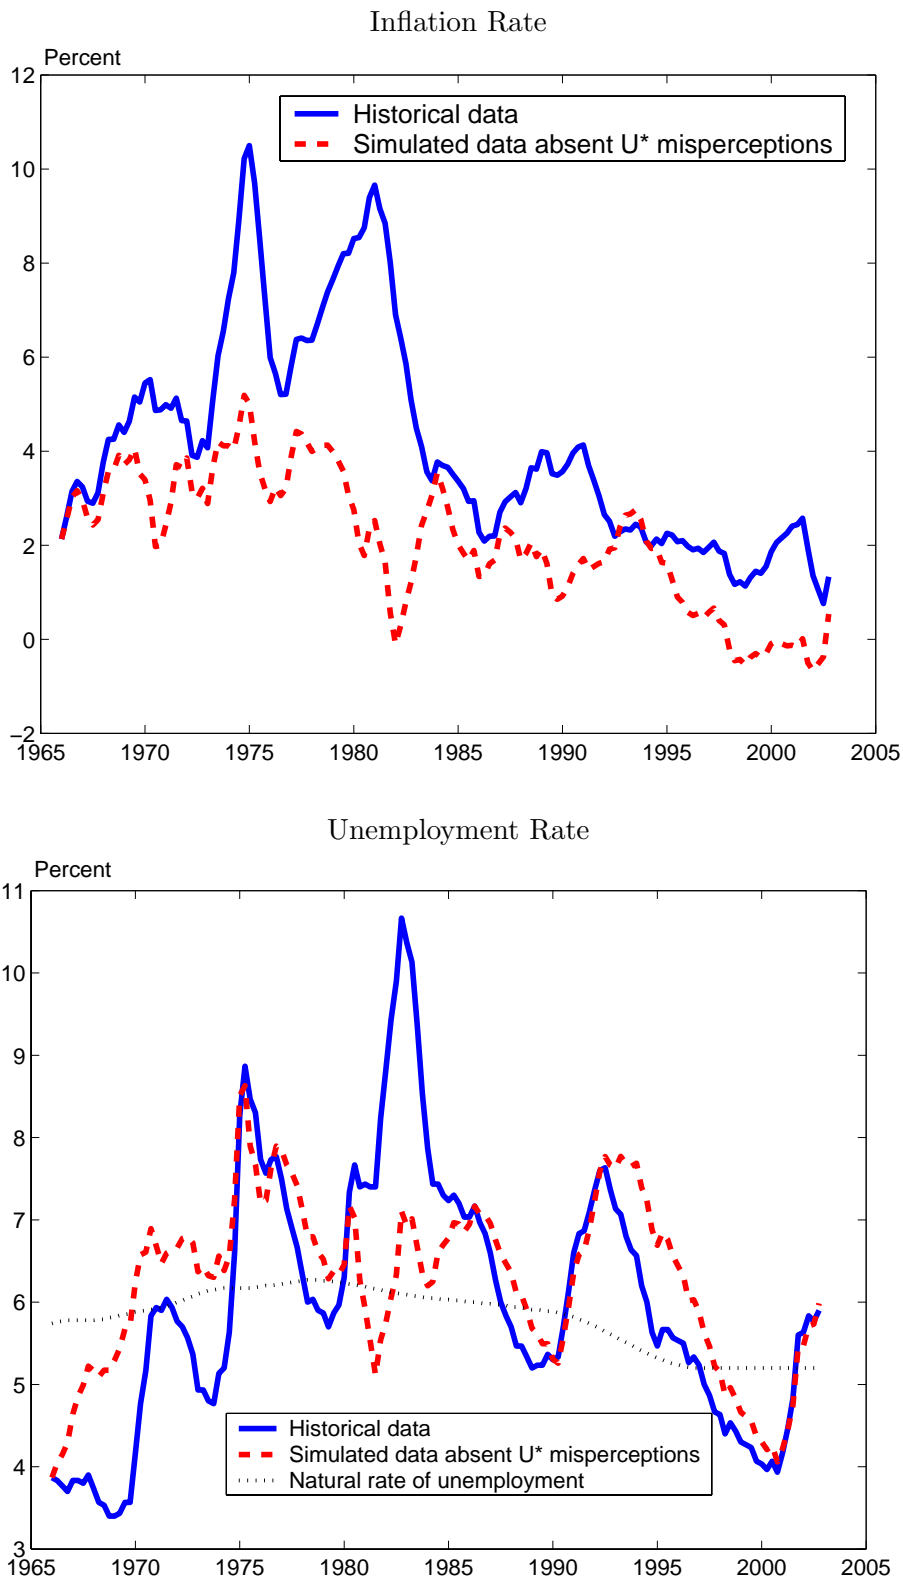 Inflation Rate
Percent
12
10
8
6
4
2
0
−2
1965 1970 1975 1980 1985 1990 1995 2000 2005
Historical data
Simulated data absent U* misperceptions
Unemployment Rate
Percent
11
10
9
8
7
6
5
4
3
1965 1970 1975 1980 1985 1990 1995 2000 2005
Historical data
Simulated data absent U* misperceptions
Natural rate of unemployment